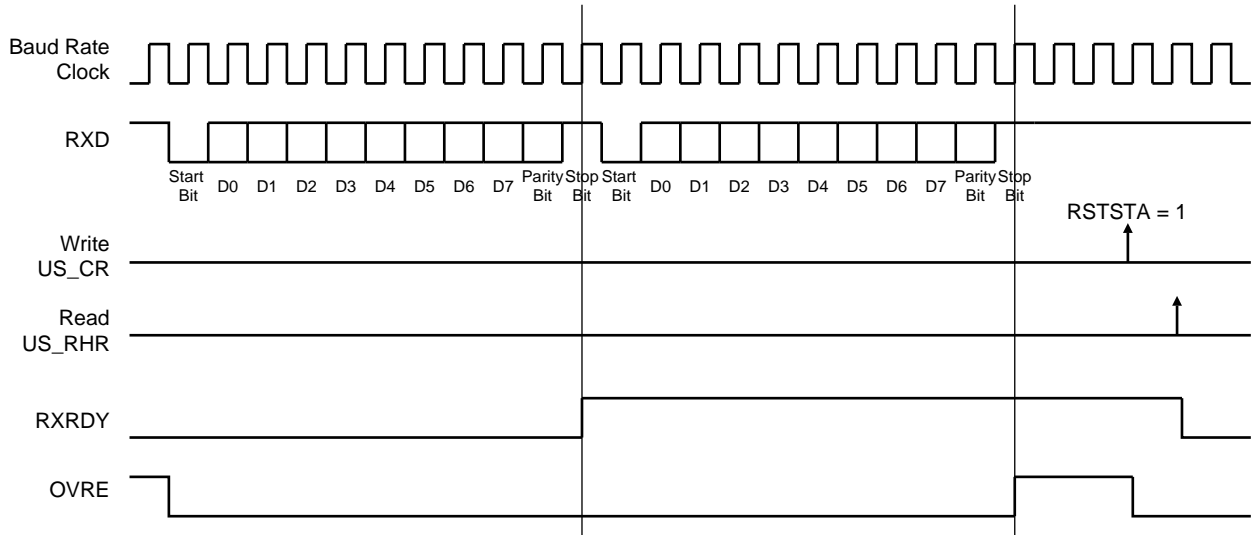 Baud Rate
Clock
RXD
Start
Bit
D0
D1
D2
D3
D4
D5
D6
D7
Parity
Bit
Stop
Bit
Start
Bit
D0
D1
D2
D3
D4
D5
D6
D7
Parity
Bit
Stop
Bit
RSTSTA = 1
Write
US_CR
Read
US_RHR
RXRDY
OVRE